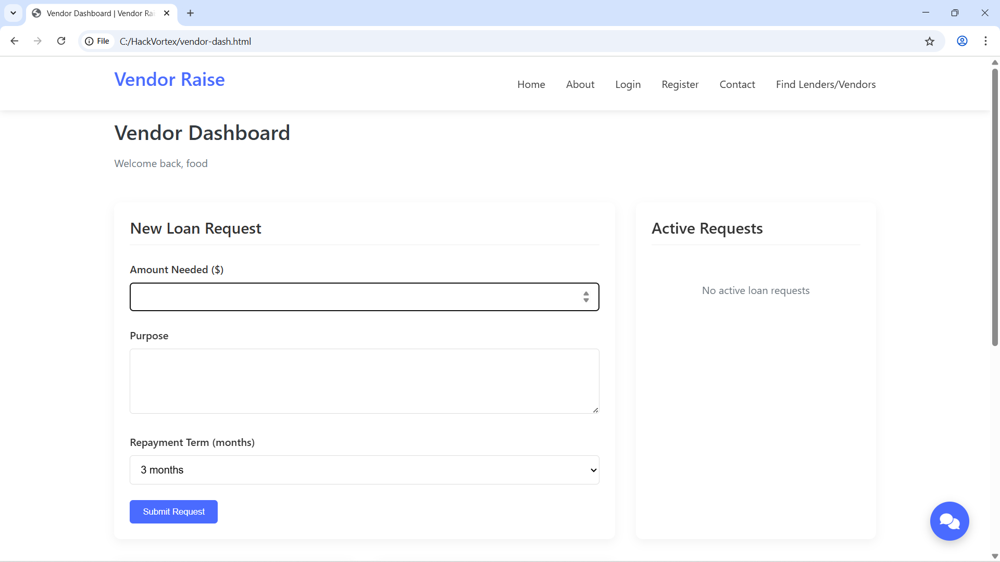 Vendor Dashboard | Vendor Rai
File
C:/HackVortex/vendor-dash.html
Vendor Raise
Home
About
Login
Register
Contact
Find Lenders/Vendors
Vendor Dashboard
Welcome back, food
New Loan Request
Amount Needed ($)
Purpose
Repayment Term (months)
3 months
Submit Request
Active Requests
No active loan requests